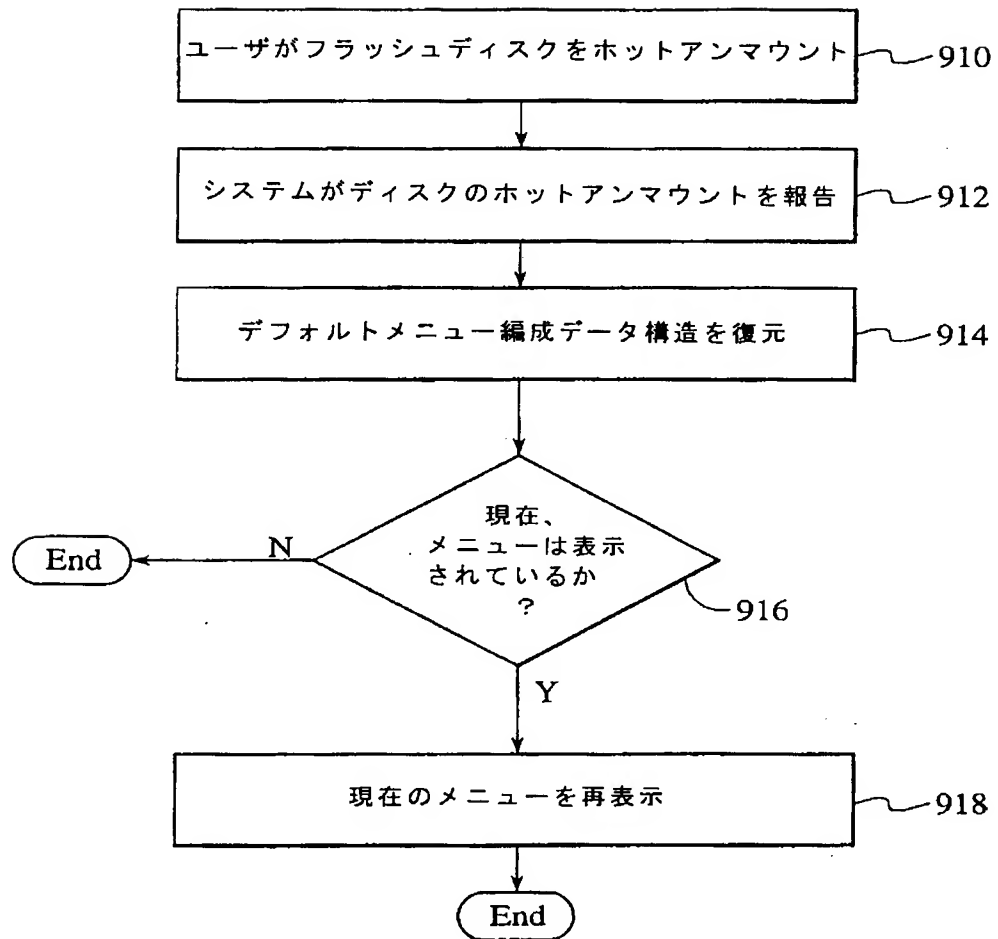 ユーザがフラッシュディスクをホットアンマウント
910
システムがディスクのホットアンマウントを報告
912
デフォルトメニュー編成データ構造を復元
914
現在、
メニューは表示
されているか
?
916
N
End
Y
現在のメニューを再表示
918
End